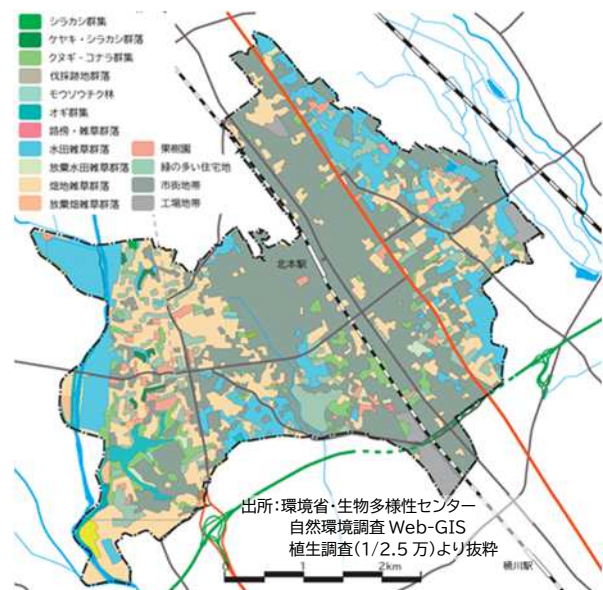 シラカシ群集
ケヤキ・シラカシ群落
クヌギ-コナラ群集
伐採跡地群落
モウソウチク林
オギ群集
路傍・雑草群落
水田雑草群落
放棄水田雑草群落
畑地雑草群落
放棄畑雑草群落
果樹園
緑の多い住宅地
市街地帯
工場地帯
北本駅
出所:環境省・生物多様性センター
自然環境調査 Web-GIS
植生調査(1/2.5 万)より抜粋
0 1 2km
桶川駅